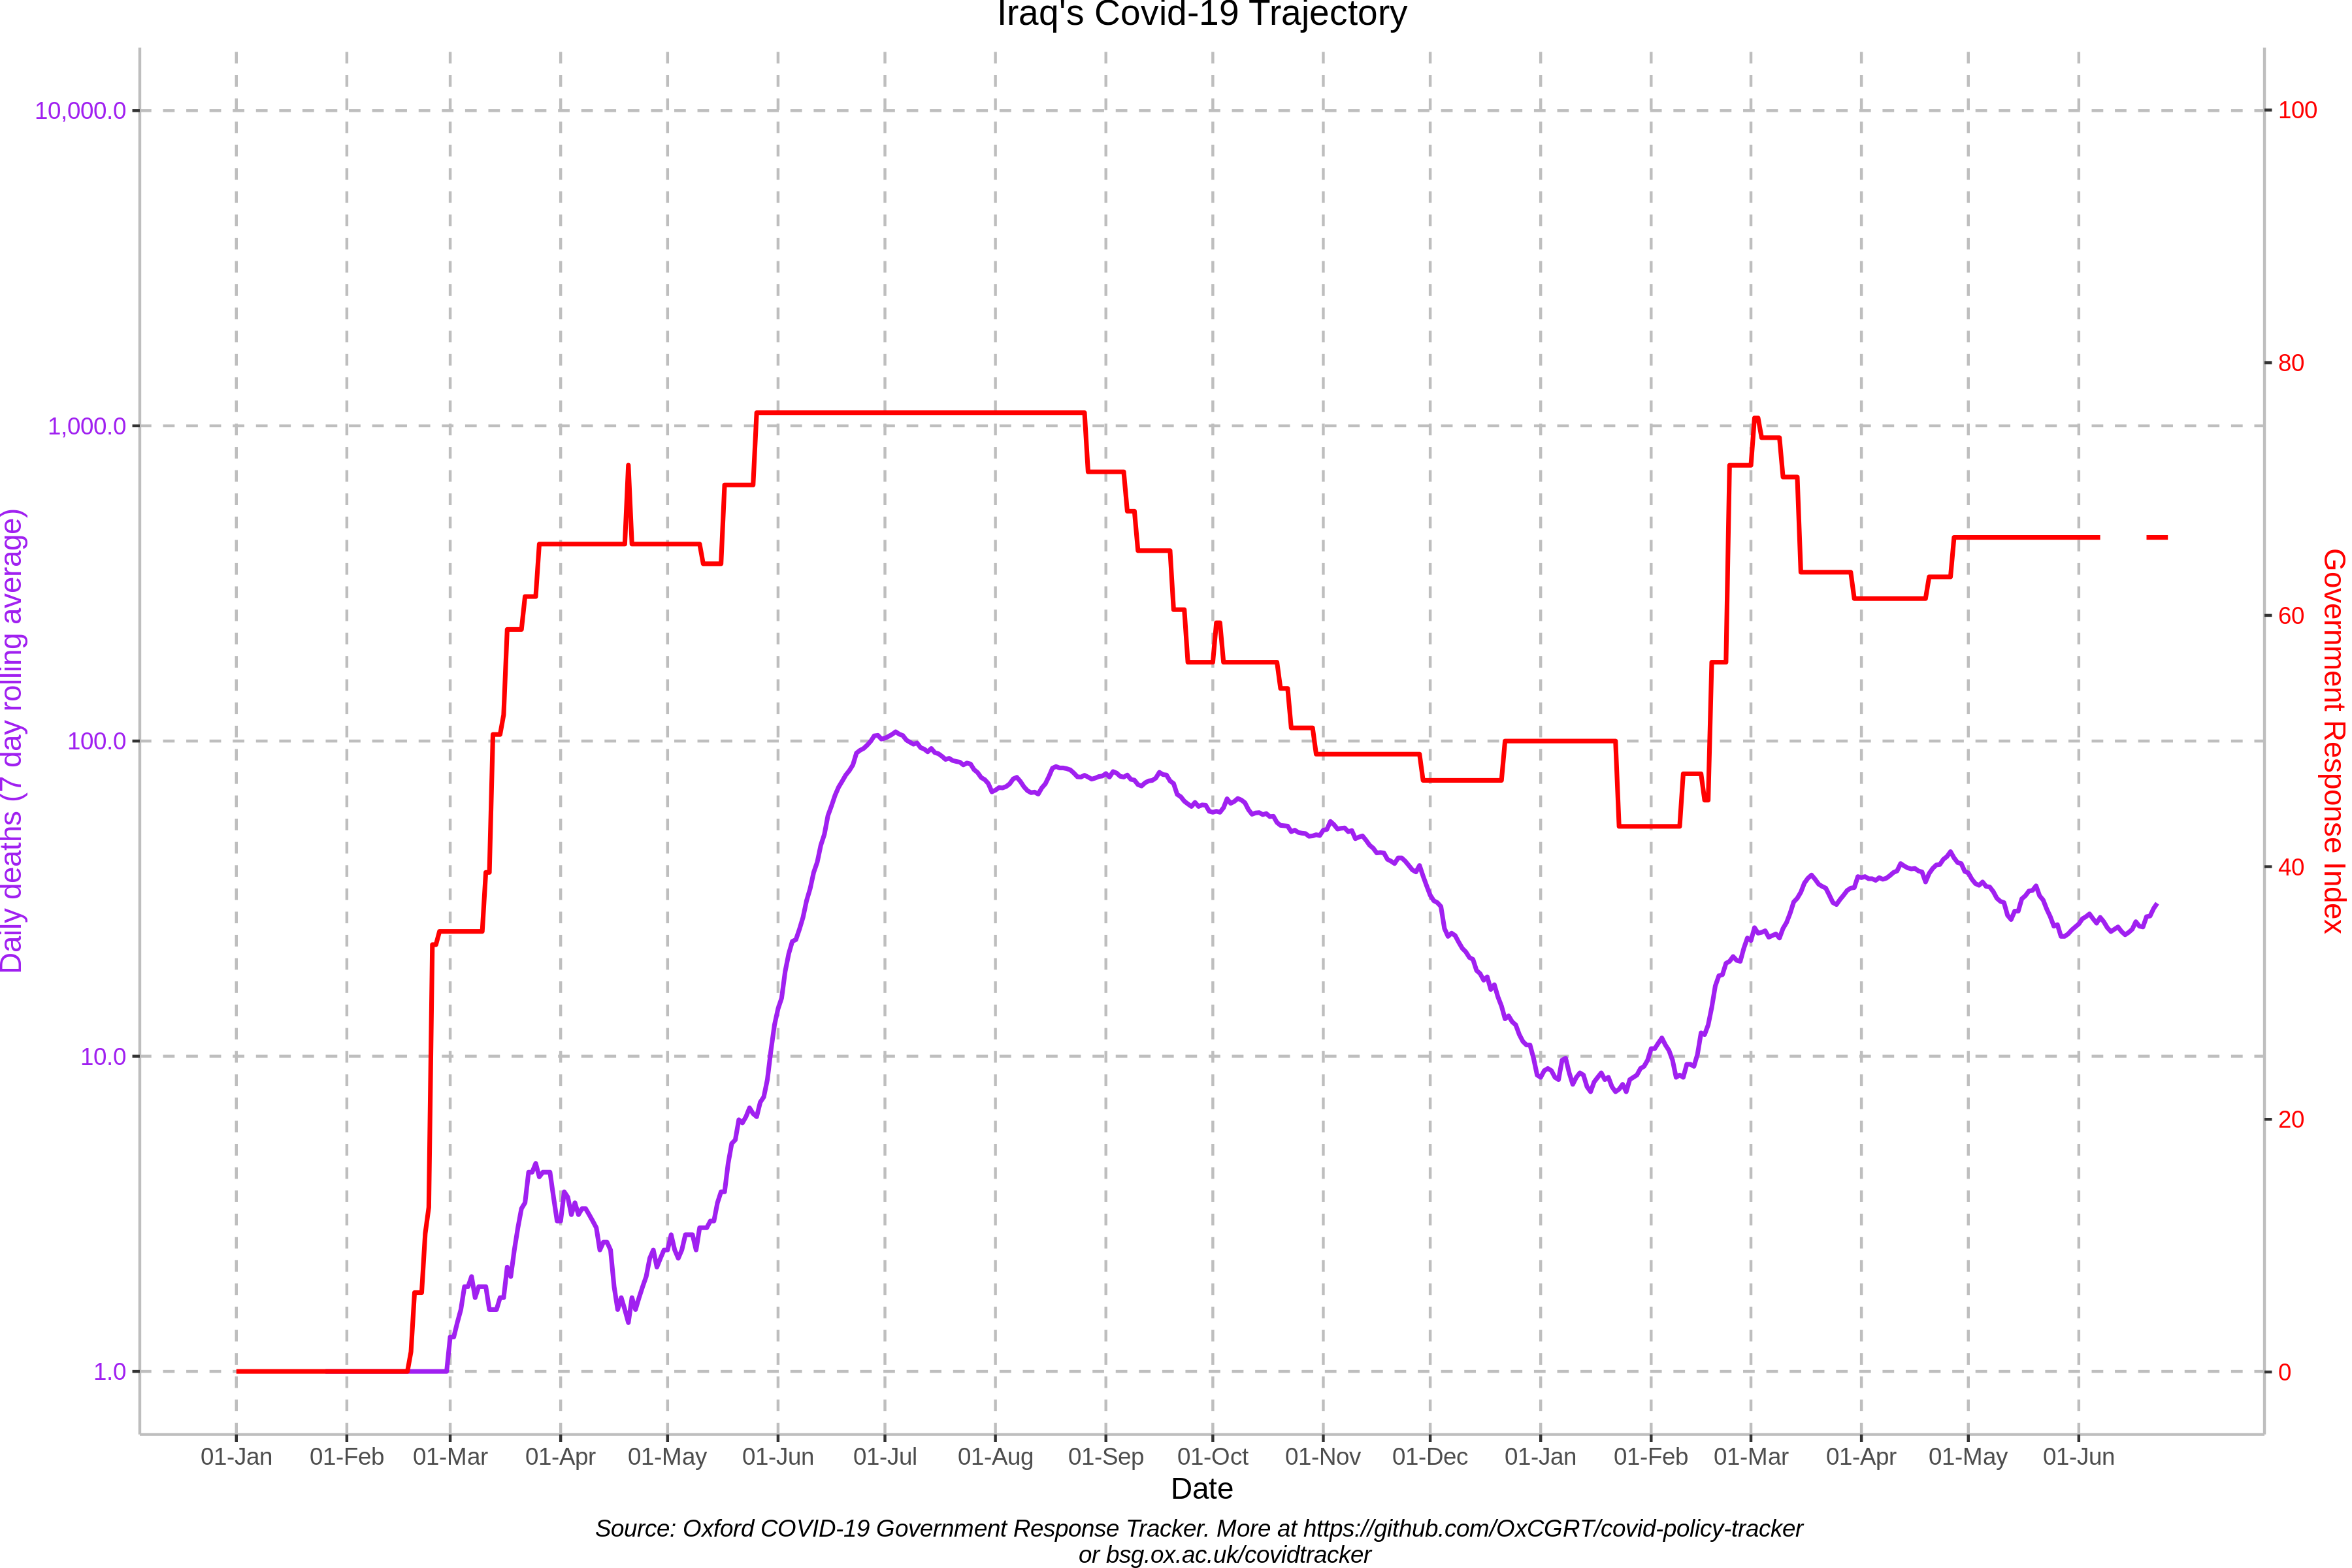 Iraq's Covid-19 Trajectory
10,000.0
1,000.0
100.0
10.0
1.0
Daily deaths (7 day rolling average)
100
80
60
40
20
0
Government Response Index
01-Jan 01-Feb 01-Mar 01-Apr 01-May 01-Jun 01-Jul 01-Aug 01-Sep 01-Oct 01-Nov 01-Dec 01-Jan 01-Feb 01-Mar 01-Apr 01-May 01-Jun
Date
Source: Oxford COVID-19 Government Response Tracker. More at https://github.com/OxCGRT/covid-policy-tracker
or bsg.ox.ac.uk/covidtracker